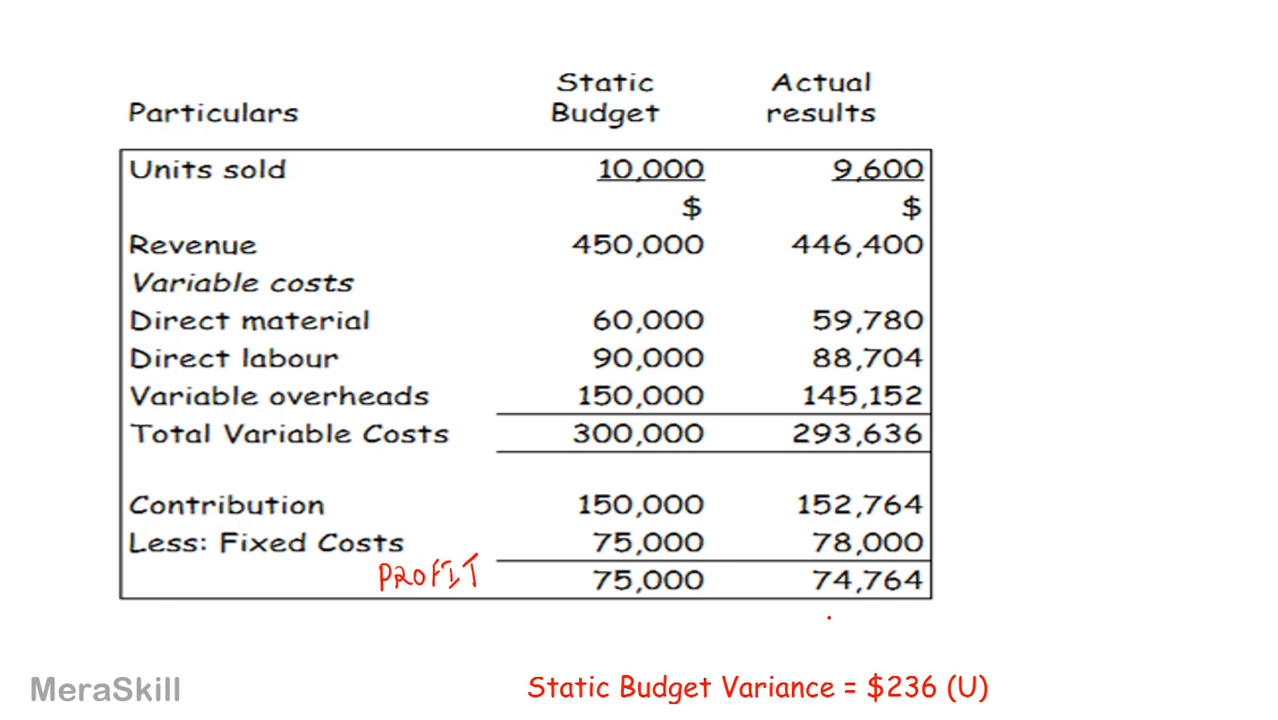 Static Actual
Particulars Budget results
Units sold 10,000 9,600
$ $
Revenue 450,000 446,400
Variable costs
Direct material 60,000 59,780
Direct labour 90,000 88,704
Variable overheads 150,000 145,152
Total Variable Costs 300,000 293,636
Contribution 150,000 152,764
Less: Fixed Costs 75,000 78,000
PROFIT 75,000 74,764
Static Budget Variance = $236 (U)
MeraSkill